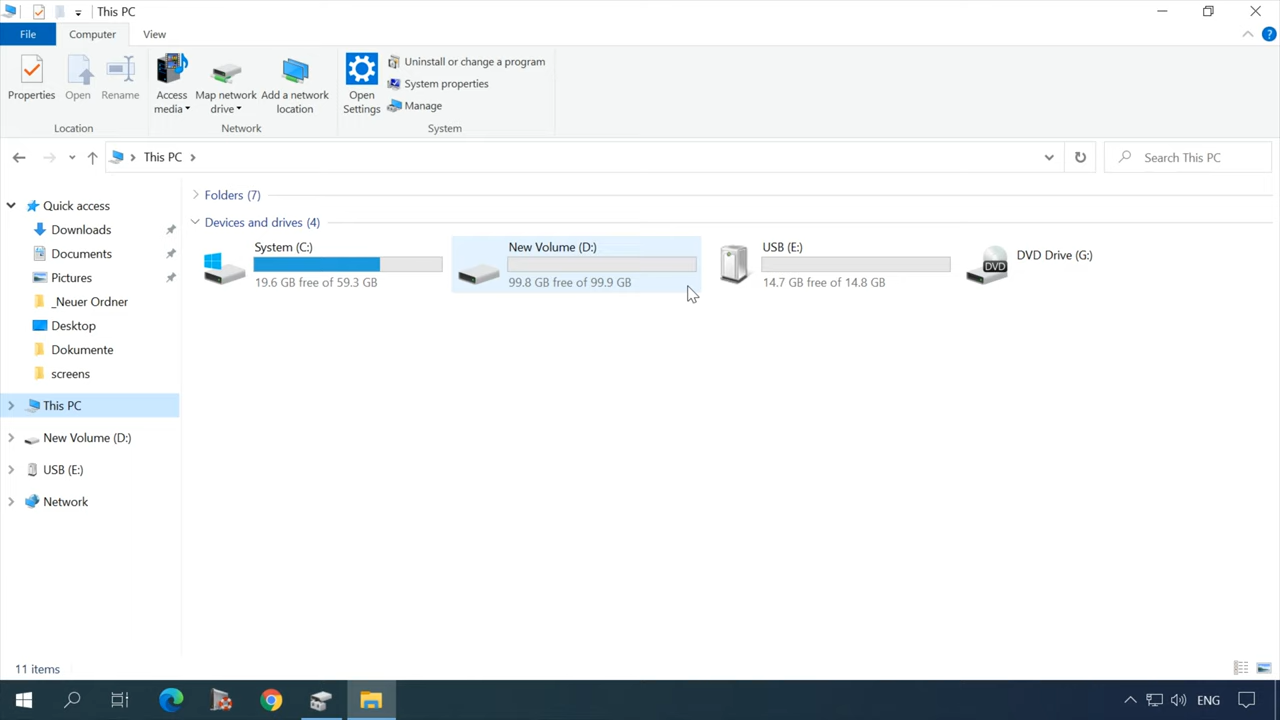 This PC
File
Computer
View
Properties
Open
Rename
Access media
Map network drive
Add a network location
Open Settings
Uninstall or change a program
System properties
Manage
Location
Network
System
This PC
Search This PC
Quick access
Downloads
Documents
Pictures
_Neuer Ordner
Desktop
Dokumente
screens
This PC
New Volume (D:)
USB (E:)
Network
Folders (7)
Devices and drives (4)
System (C:)
19.6 GB free of 59.3 GB
New Volume (D:)
99.8 GB free of 99.9 GB
USB (E:)
14.7 GB free of 14.8 GB
DVD Drive (G:)
DVD
11 items
ENG